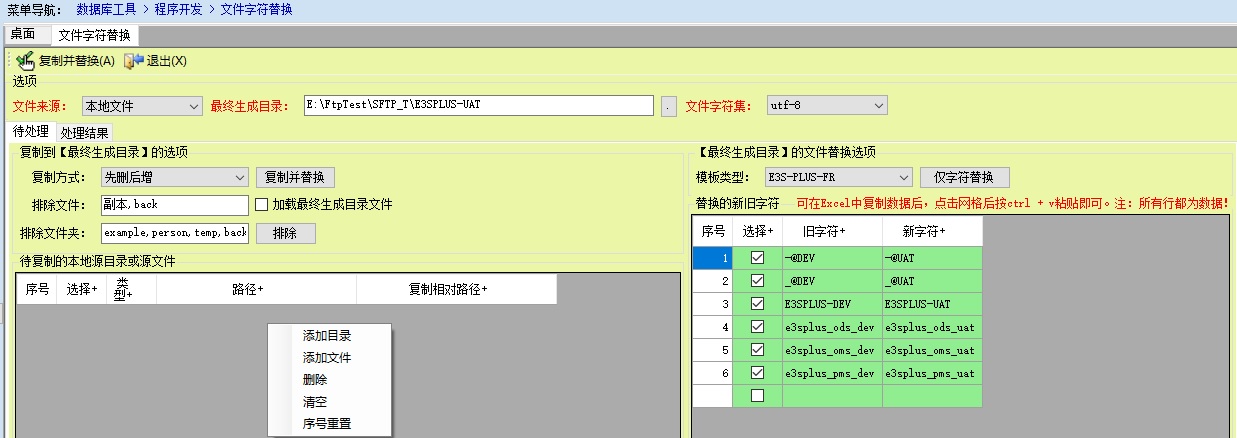 菜单导航： 数据库工具 > 程序开发 > 文件字符替换
桌面 文件字符替换
复制并替换(A) 退出(X)
选项
文件来源： 本地文件 最终生成目录： E:\FtpTest\SFTP_T\E3SPLUS-UAT . 文件字符集： utf-8
待处理 处理结果
复制到【最终生成目录】的选项
复制方式： 先删后增 复制并替换
排除文件： 副本,back 加载最终生成目录文件
排除文件夹： example,person,temp,back 排除
待复制的本地源目录或源文件
序号 选择+ 类型+ 路径+ 复制相对路径+
添加目录
添加文件
删除
清空
序号重置
【最终生成目录】的文件替换选项
模板类型： E3S-PLUS-FR 仅字符替换
替换的新旧字符 可在Excel中复制数据后，点击网格后按ctrl + v粘贴即可。注：所有行都为数据!
序号 选择+ 旧字符+ 新字符+
1 -@DEV -@UAT
2 _@DEV _@UAT
3 E3SPLUS-DEV E3SPLUS-UAT
4 e3splus_ods_dev e3splus_ods_uat
5 e3splus_oms_dev e3splus_oms_uat
6 e3splus_pms_dev e3splus_pms_uat